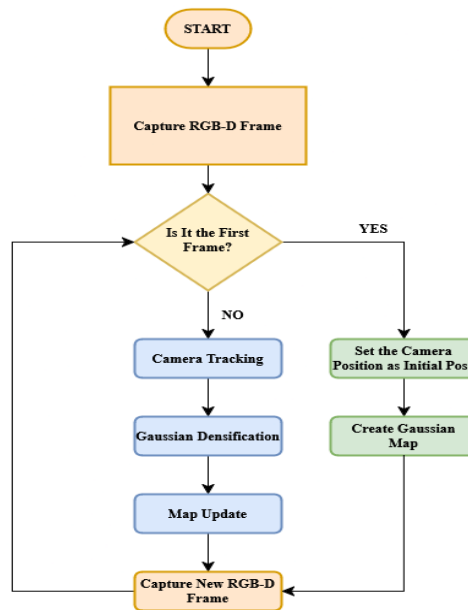 START
Capture RGB-D Frame
Is It the First
Frame?
YES
NO
Camera Tracking
Set the Camera
Position as Initial Pos
Gaussian Densification
Create Gaussian
Map
Map Update
Capture New RGB-D
Frame